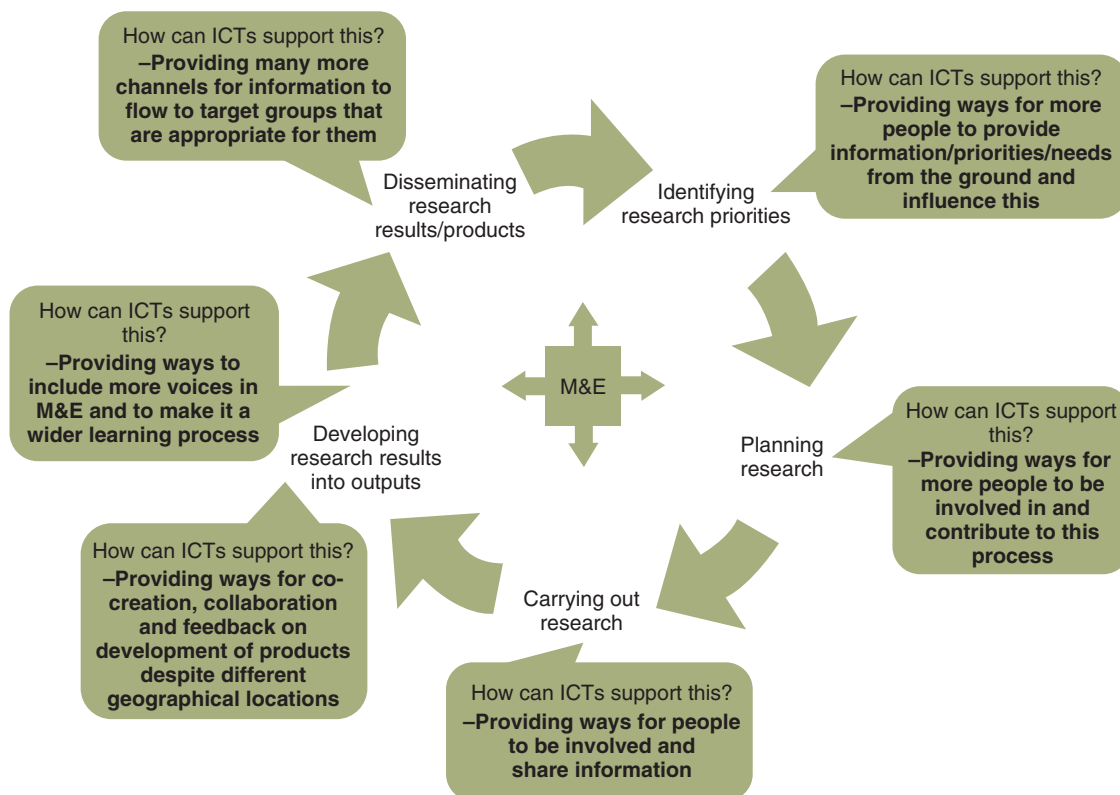 How can ICTs support this?
–Providing many more
channels for information to
flow to target groups that
are appropriate for them
How can ICTs support this?
–Providing ways for more
people to provide
information/priorities/needs
from the ground and
influence this
Disseminating
research
results/products
Identifying
research priorities
How can ICTs support
this?
–Providing ways to
include more voices in
M&E and to make it a
wider learning process
M&E
How can ICTs support
this?
–Providing ways for
more people to be
involved in and
contribute to this
process
Developing
research results
into outputs
Planning
research
How can ICTs support this?
–Providing ways for co-
creation, collaboration
and feedback on
development of products
despite different
geographical locations
Carrying out
research
How can ICTs support this?
–Providing ways for people
to be involved and
share information